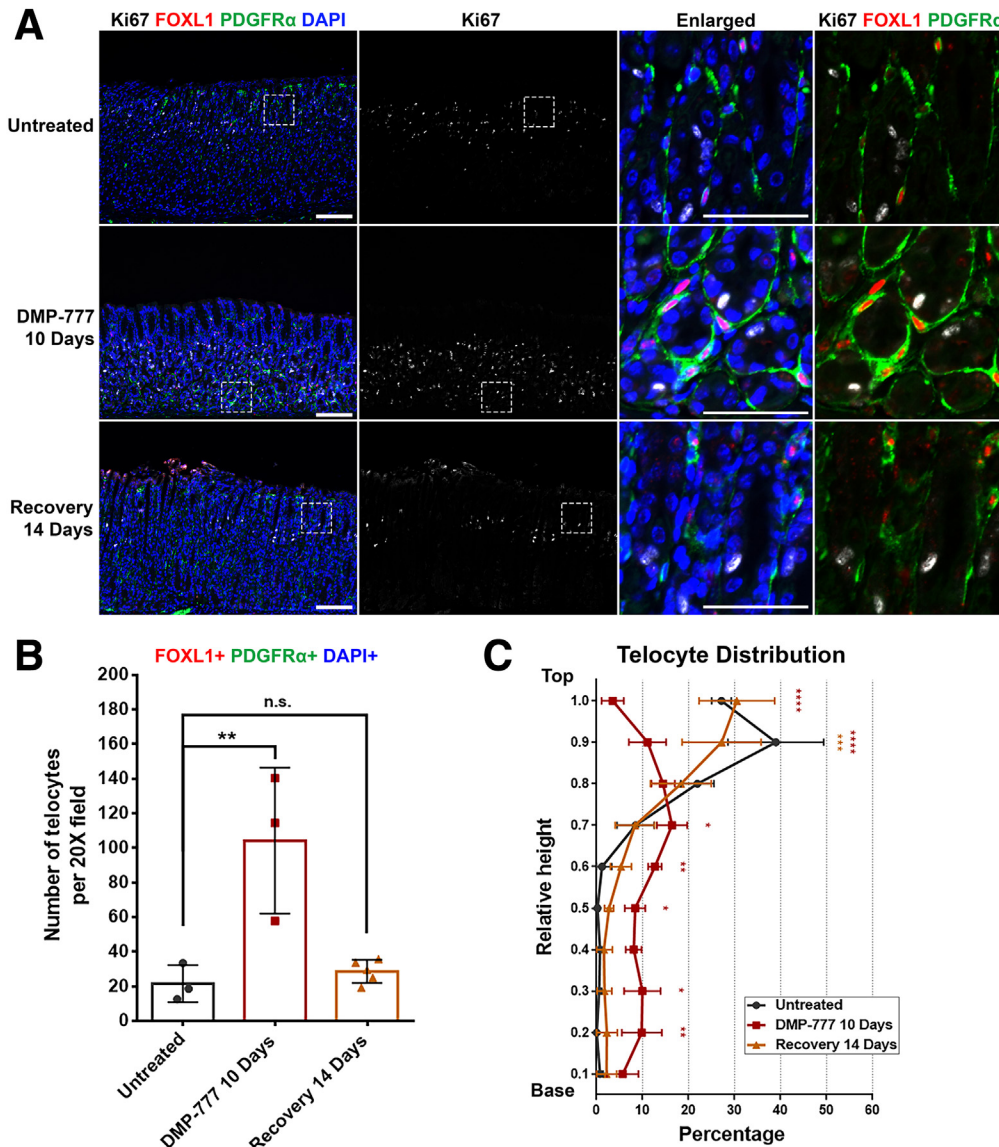 A
Ki67 FOXL1 PDGFRα DAPI
Ki67
Enlarged
Ki67 FOXL1 PDGFRα
Untreated
DMP-777
10 Days
Recovery
14 Days
B
FOXL1+ PDGFRα+ DAPI+
Number of telocytes
per 20X field
200
180
160
140
120
100
80
60
40
20
0
n.s.
**
Untreated
DMP-777 10 Days
Recovery 14 Days
C
Telocyte Distribution
Top
Relative height
1.0
0.9
0.8
0.7
0.6
0.5
0.4
0.3
0.2
0.1
Base
****
***
****
*
**
*
*
**
Untreated
DMP-777 10 Days
Recovery 14 Days
0 10 20 30 40 50 60
Percentage